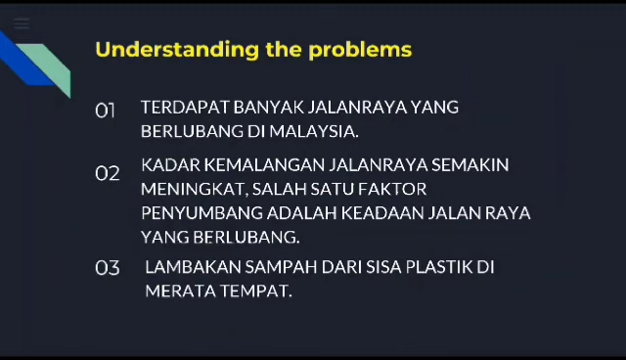 Understanding the problems
01 TERDAPAT BANYAK JALANRAYA YANG
BERLUBANG DI MALAYSIA.
02 KADAR KEMALANGAN JALANRAYA SEMAKIN
MENINGKAT, SALAH SATU FAKTOR
PENYUMBANG ADALAH KEADAAN JALAN RAYA
YANG BERLUBANG.
03 LAMBAKAN SAMPAH DARI SISA PLASTIK DI
MERATA TEMPAT.